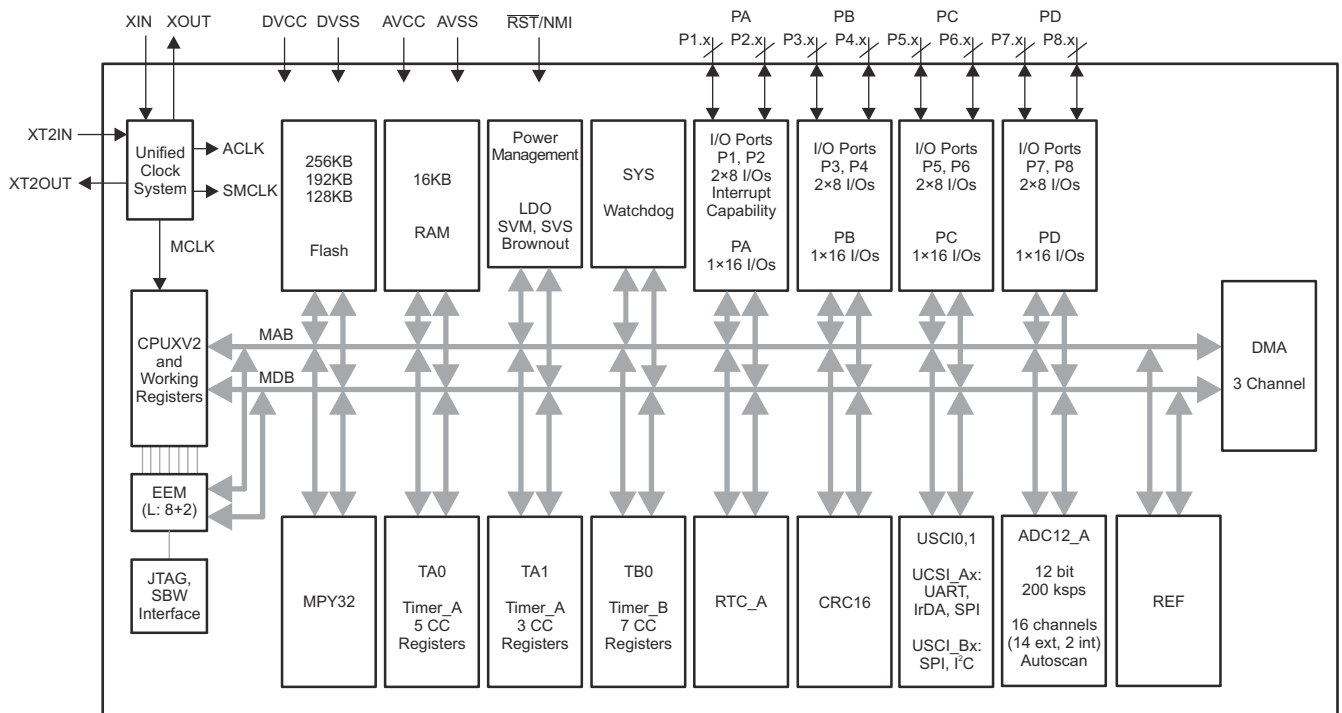 XIN XOUT DVCC DVSS AVCC AVSS RST/NMI
PA PB PC PD
P1.x P2.x P3.x P4.x P5.x P6.x P7.x P8.x
XT2IN
XT2OUT
Unified
Clock
System
ACLK
SMCLK
MCLK
256KB
192KB
128KB
Flash
16KB
RAM
Power
Management
LDO
SVM, SVS
Brownout
SYS
Watchdog
I/O Ports
P1, P2
2×8 I/Os
Interrupt
Capability
PA
1×16 I/Os
I/O Ports
P3, P4
2×8 I/Os
PB
1×16 I/Os
I/O Ports
P5, P6
2×8 I/Os
PC
1×16 I/Os
I/O Ports
P7, P8
2×8 I/Os
PD
1×16 I/Os
CPUXV2
and
Working
Registers
MAB
MDB
DMA
3 Channel
EEM
(L: 8+2)
JTAG,
SBW
Interface
MPY32
TA0
Timer_A
5 CC
Registers
TA1
Timer_A
3 CC
Registers
TB0
Timer_B
7 CC
Registers
RTC_A
CRC16
USCI0,1
UCSI_Ax:
UART,
IrDA, SPI
USCI_Bx:
SPI, I²C
ADC12_A
12 bit
200 ksps
16 channels
(14 ext, 2 int)
Autoscan
REF